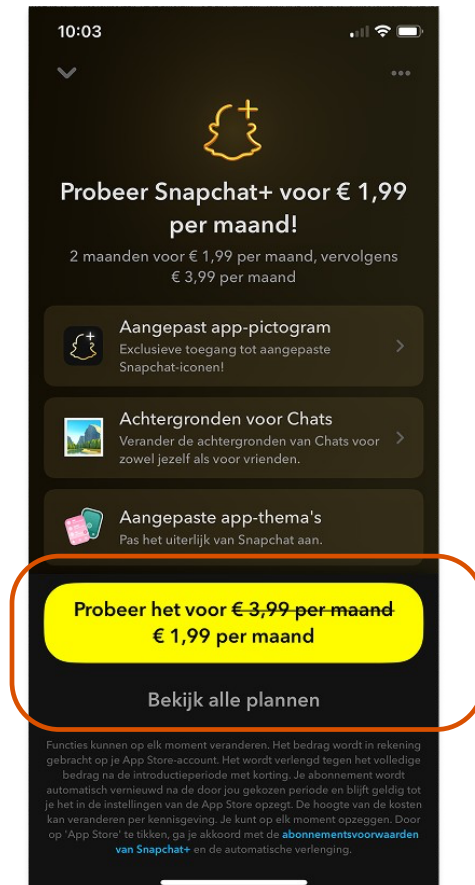 10:03
Probeer Snapchat+ voor € 1,99
per maand!
2 maanden voor € 1,99 per maand, vervolgens
€ 3,99 per maand
Aangepast app-pictogram
Exclusieve toegang tot aangepaste
Snapchat-iconen!
Achtergronden voor Chats
Verander de achtergronden van Chats voor
zowel jezelf als voor vrienden.
Aangepaste app-thema's
Pas het uiterlijk van Snapchat aan.
Probeer het voor € 3,99 per maand
€ 1,99 per maand
Bekijk alle plannen
Functies kunnen op elk moment veranderen. Het bedrag wordt in rekening
gebracht op je App Store-account. Het wordt verlengd tegen het volledige
bedrag na de introductieperiode met korting. Je abonnement wordt
automatisch vernieuwd na de door jou gekozen periode en blijft geldig tot
je het in de instellingen van de App Store opzegt. De hoogte van de kosten
kan veranderen per kennisgeving. Je kunt op elk moment opzeggen. Door
op 'App Store' te tikken, ga je akkoord met de abonnementsvoorwaarden
van Snapchat+ en de automatische verlenging.